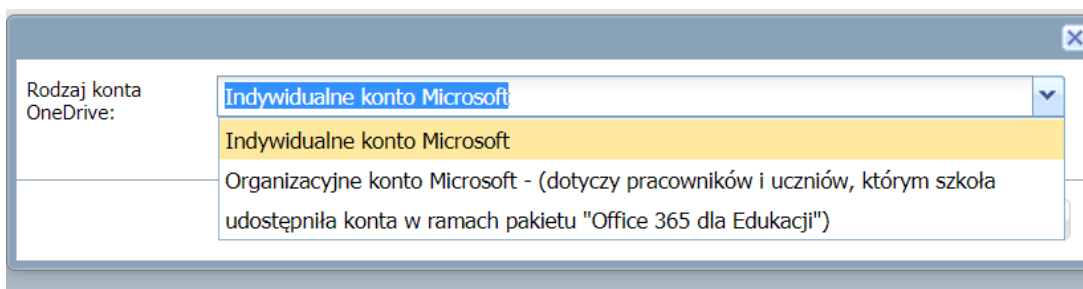 Rodzaj konta
OneDrive:
Indywidualne konto Microsoft
Indywidualne konto Microsoft
Organizacyjne konto Microsoft - (dotyczy pracowników i uczniów, którym szkoła
udostępniła konta w ramach pakietu "Office 365 dla Edukacji")